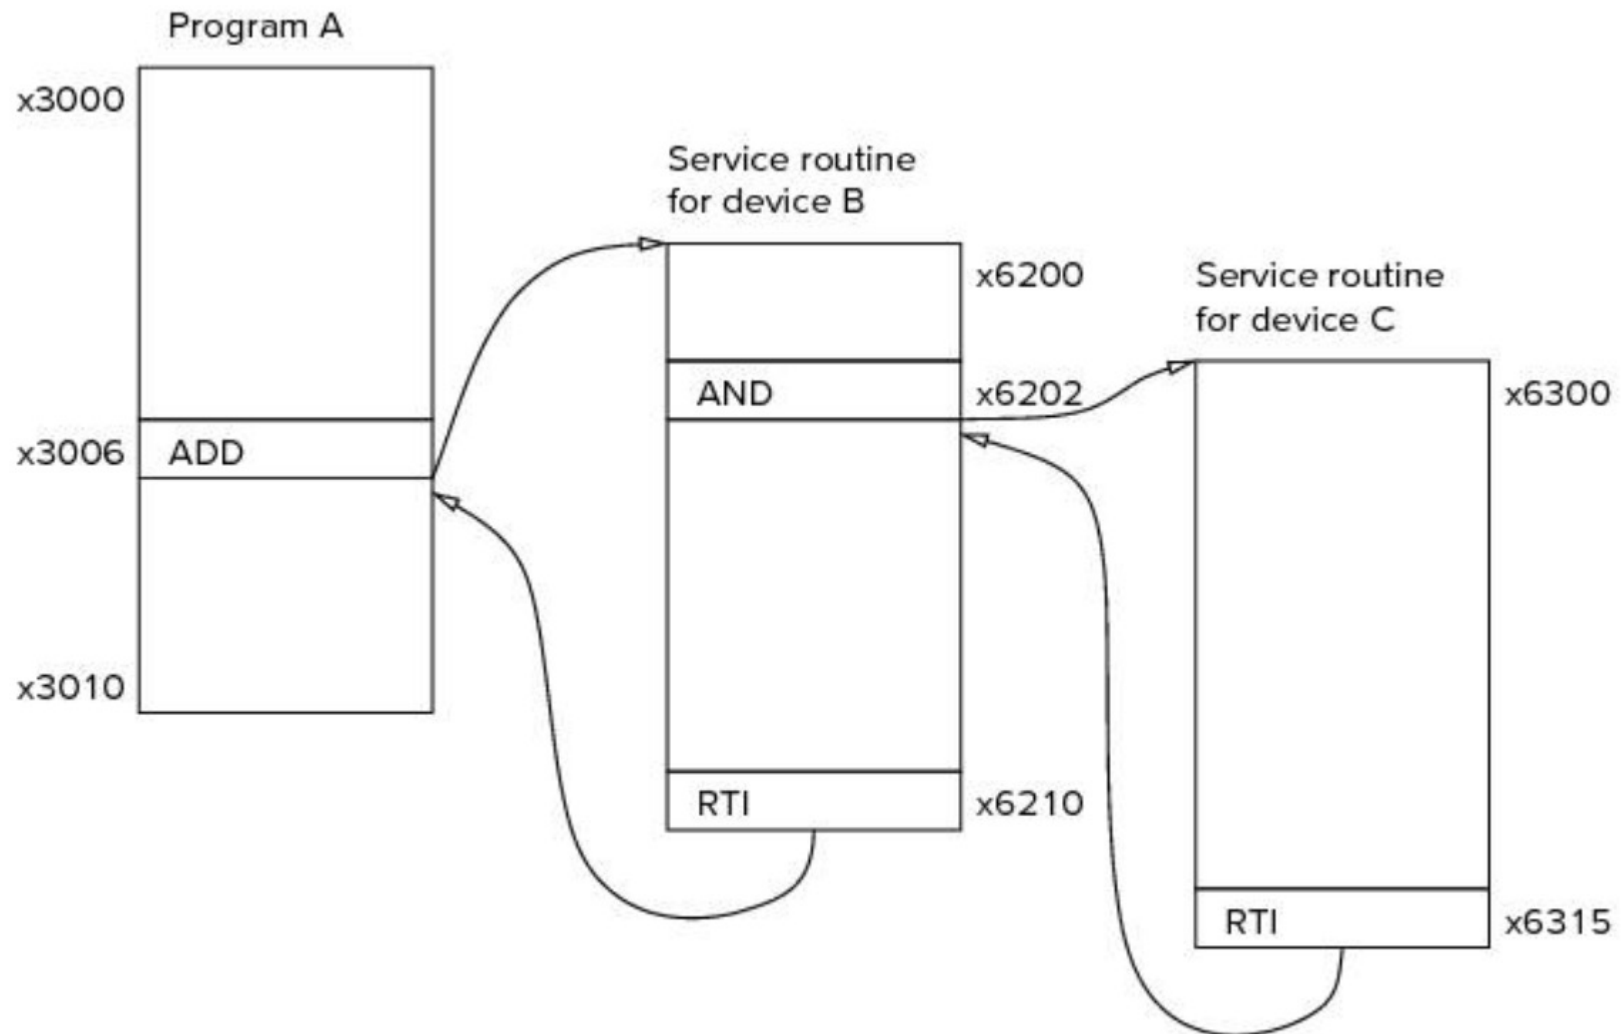 Program A
x3000
x3006
ADD
x3010
Service routine
for device B
x6200
AND
x6202
RTI
x6210
Service routine
for device C
x6300
RTI
x6315